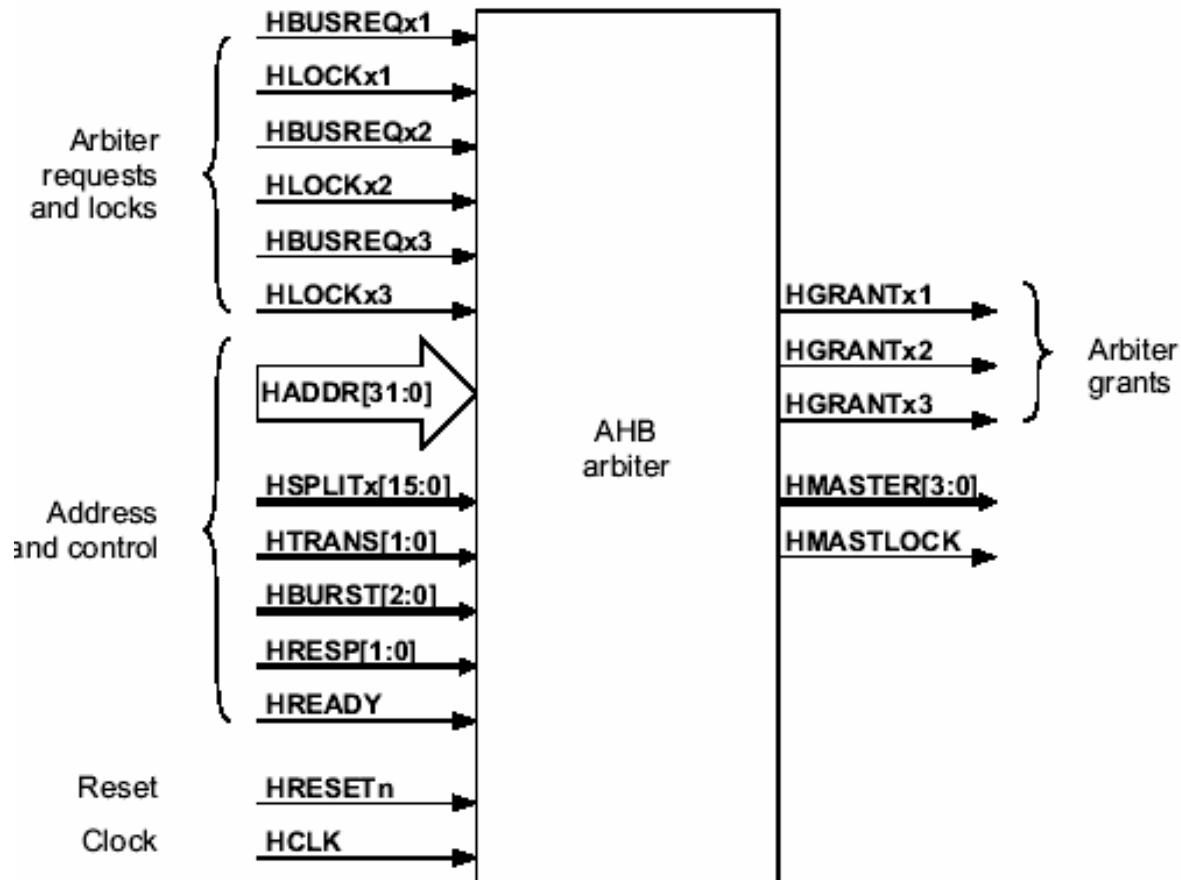 HBUSREQx1
HLOCKx1
HBUSREQx2
HLOCKx2
HBUSREQx3
HLOCKx3
Arbiter
requests
and locks
HADDR[31:0]
HSPLITx[15:0]
HTRANS[1:0]
HBURST[2:0]
HRESP[1:0]
HREADY
Address
and control
Reset
HRESETn
Clock
HCLK
AHB
arbiter
HGRANTx1
HGRANTx2
HGRANTx3
Arbiter
grants
HMASTER[3:0]
HMASTLOCK